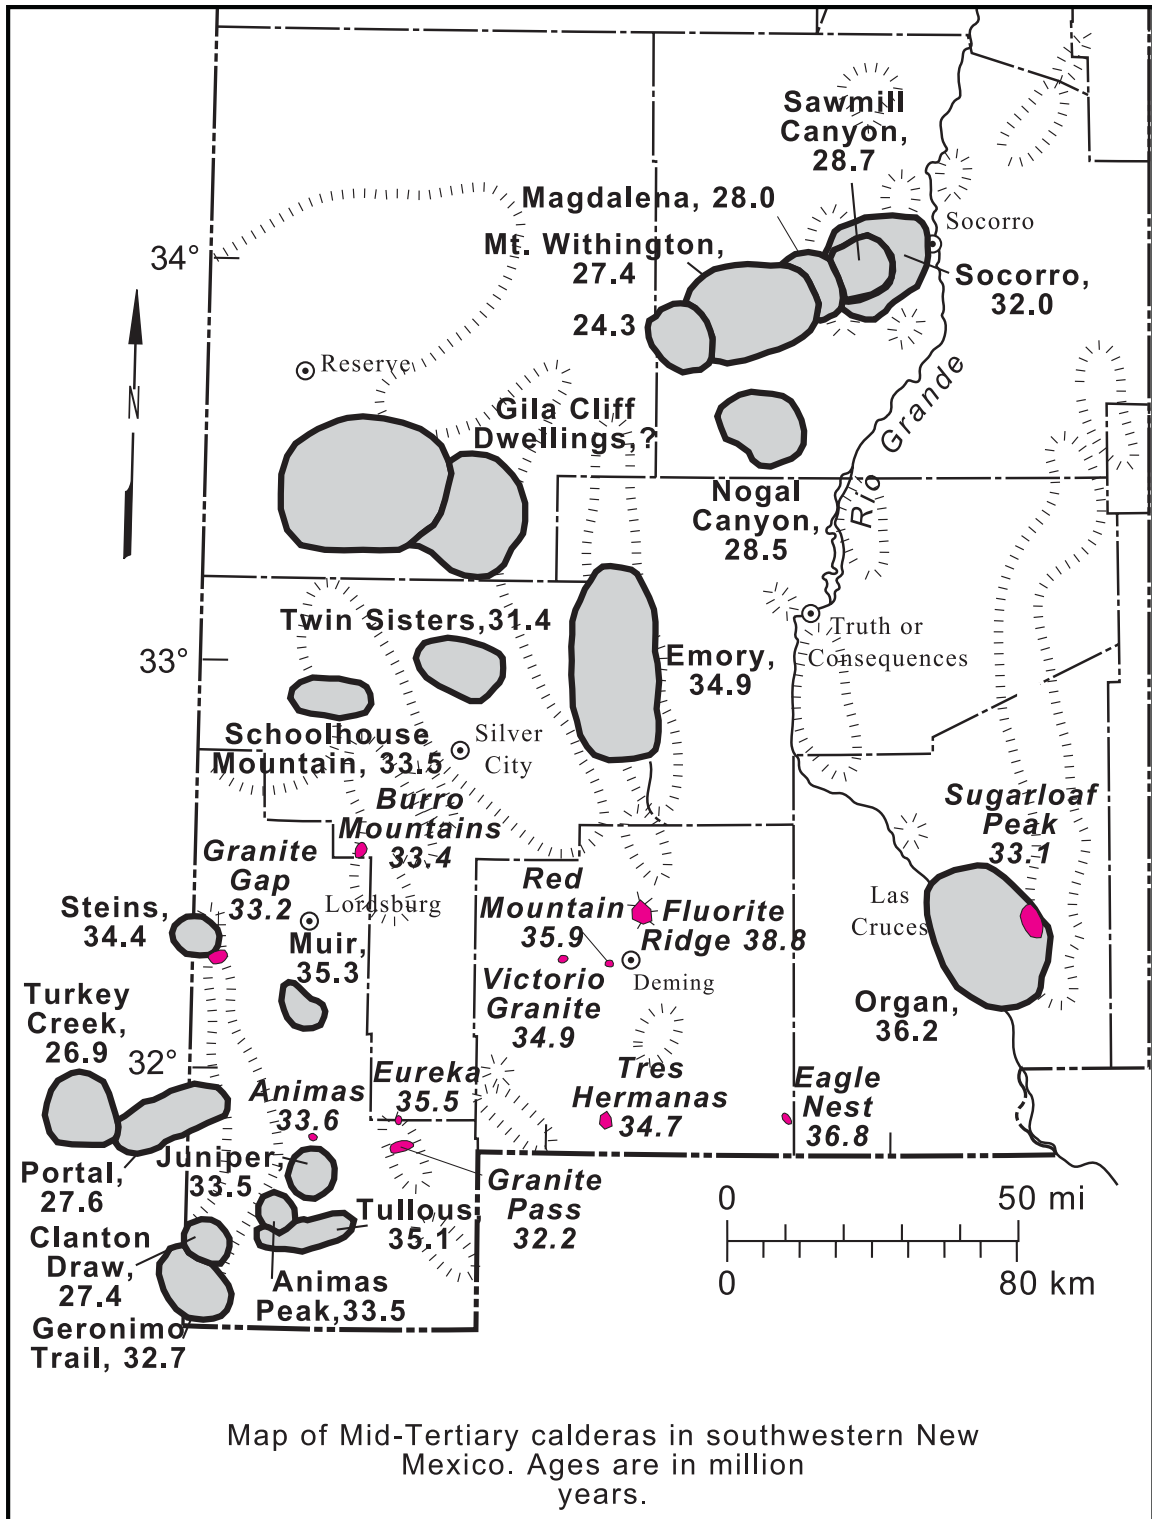 Sawmill
Canyon,
28.7
Magdalena, 28.0
Mt. Withington,
27.4
Socorro
34°
Socorro,
32.0
24.3
Reserve
N
Rio Grande
Gila Cliff
Dwellings,?
Nogal
Canyon,
28.5
Twin Sisters,31.4
Truth or
Consequences
33°
Emory,
34.9
Schoolhouse
Mountain, 33.5
Silver
City
Burro
Mountains
33.4
Sugarloaf
Peak
33.1
Granite
Gap
33.2
Red
Mountain
35.9
Steins,
34.4
Lordsburg
Fluorite
Ridge 38.8
Las
Cruces
Muir,
35.3
Victorio
Granite
34.9
Deming
Organ,
36.2
Turkey
Creek,
26.9
32°
Animas
33.6
Eureka
35.5
Tres
Hermanas
34.7
Eagle
Nest
36.8
Portal,
27.6
Juniper,
33.5
Granite
Pass
32.2
Tullous
35.1
Clanton
Draw,
27.4
Animas
Peak,33.5
Geronimo
Trail, 32.7
0 50 mi
0 80 km
Map of Mid-Tertiary calderas in southwestern New
Mexico. Ages are in million
years.